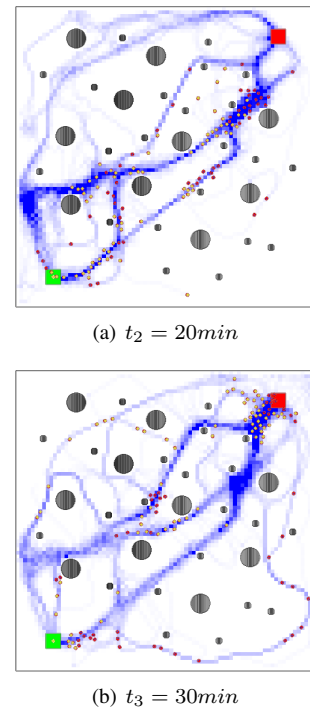 (a) t₂ = 20min
(b) t₃ = 30min